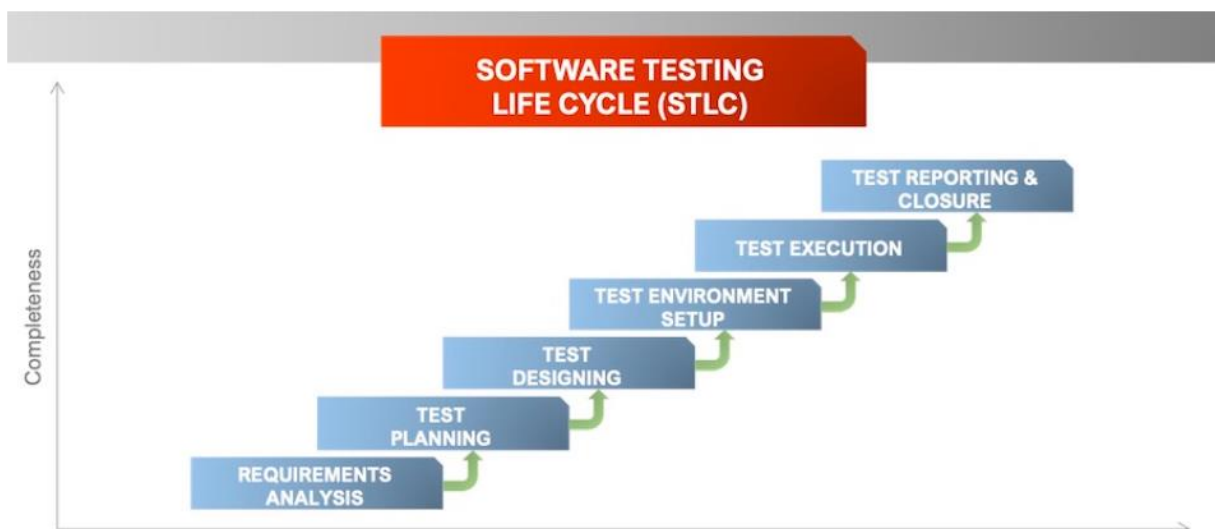 SOFTWARE TESTING
LIFE CYCLE (STLC)
TEST REPORTING &
CLOSURE
TEST EXECUTION
TEST ENVIRONMENT
SETUP
TEST
DESIGNING
TEST
PLANNING
REQUIREMENTS
ANALYSIS
Completeness